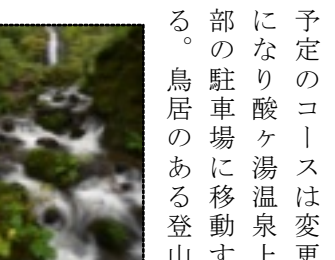 予定のコースは変更
になり酸ヶ湯温泉上
部の駐車場に移動す
る。鳥居のある登山